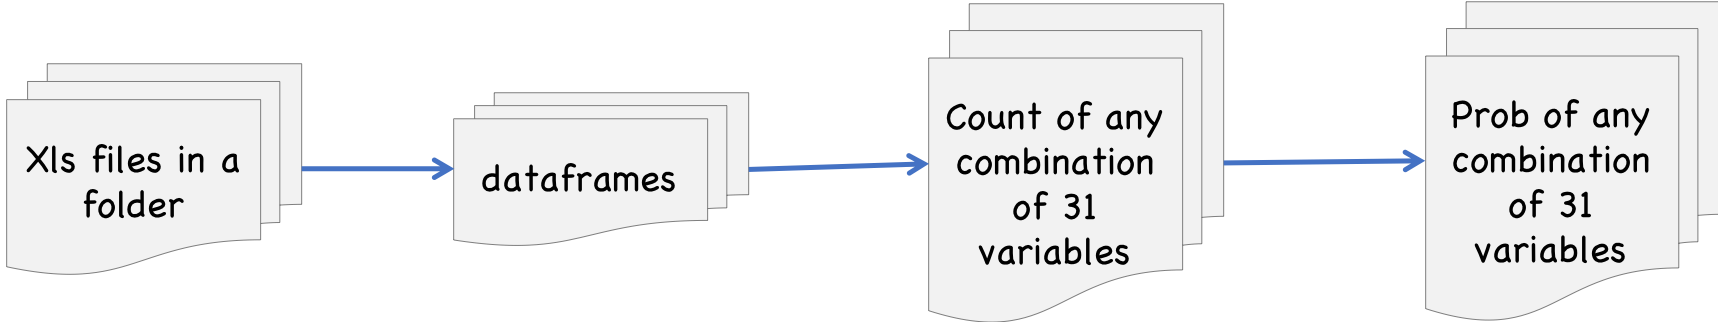 Xls files in a
folder
dataframes
Count of any
combination
of 31
variables
Prob of any
combination
of 31
variables